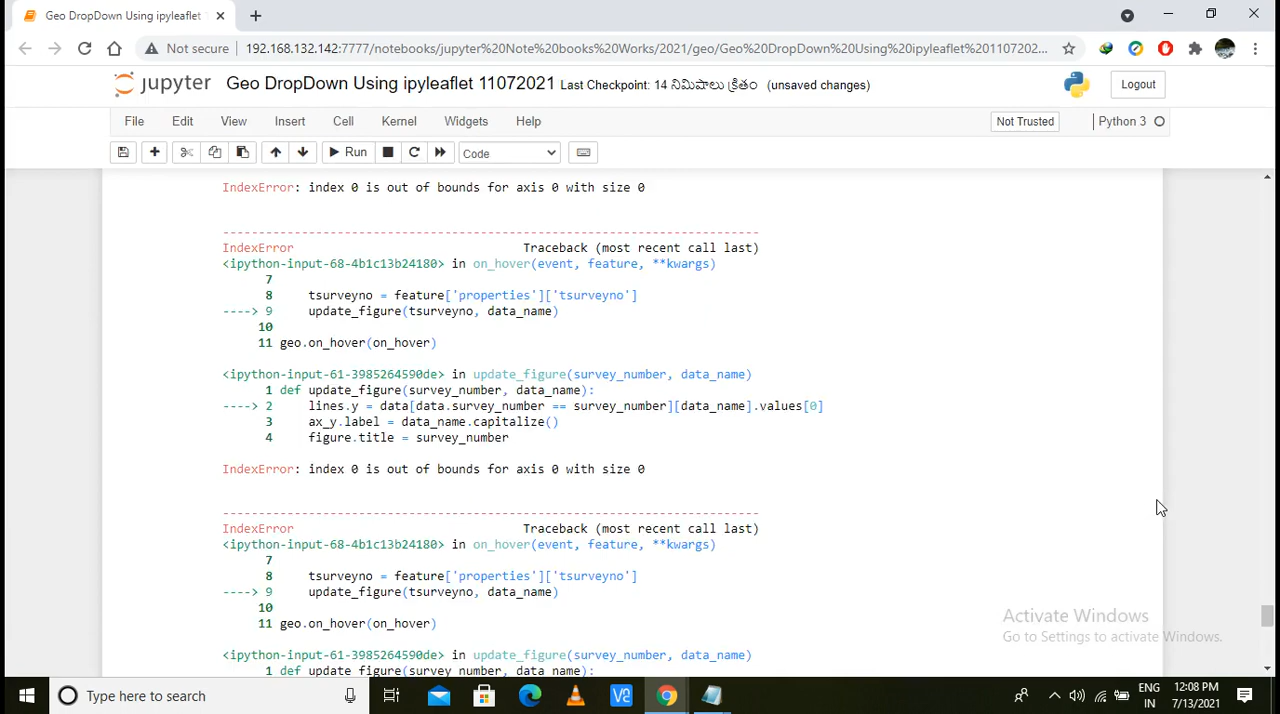 Geo DropDown Using ipyleaflet
Not secure | 192.168.132.142:7777/notebooks/jupyter%20Note%20books%20Works/2021/geo/Geo%20DropDown%20Using%20ipyleaflet%201107202...
jupyter Geo DropDown Using ipyleaflet 11072021 Last Checkpoint: 14 నిమిషాలు క్రితం (unsaved changes) Logout
File Edit View Insert Cell Kernel Widgets Help Not Trusted Python 3
Run Code
IndexError: index 0 is out of bounds for axis 0 with size 0
---------------------------------------------------------------------------
IndexError Traceback (most recent call last)
<ipython-input-68-4b1c13b24180> in on_hover(event, feature, **kwargs)
7
8 tsurveyno = feature['properties']['tsurveyno']
----> 9 update_figure(tsurveyno, data_name)
10
11 geo.on_hover(on_hover)
<ipython-input-61-3985264590de> in update_figure(survey_number, data_name)
1 def update_figure(survey_number, data_name):
----> 2 lines.y = data[data.survey_number == survey_number][data_name].values[0]
3 ax_y.label = data_name.capitalize()
4 figure.title = survey_number
IndexError: index 0 is out of bounds for axis 0 with size 0
---------------------------------------------------------------------------
IndexError Traceback (most recent call last)
<ipython-input-68-4b1c13b24180> in on_hover(event, feature, **kwargs)
7
8 tsurveyno = feature['properties']['tsurveyno']
----> 9 update_figure(tsurveyno, data_name)
10
11 geo.on_hover(on_hover)
<ipython-input-61-3985264590de> in update_figure(survey_number, data_name)
1 def update_figure(survey_number, data_name):
Activate Windows
Go to Settings to activate Windows.
Type here to search
ENG
IN
12:08 PM
7/13/2021